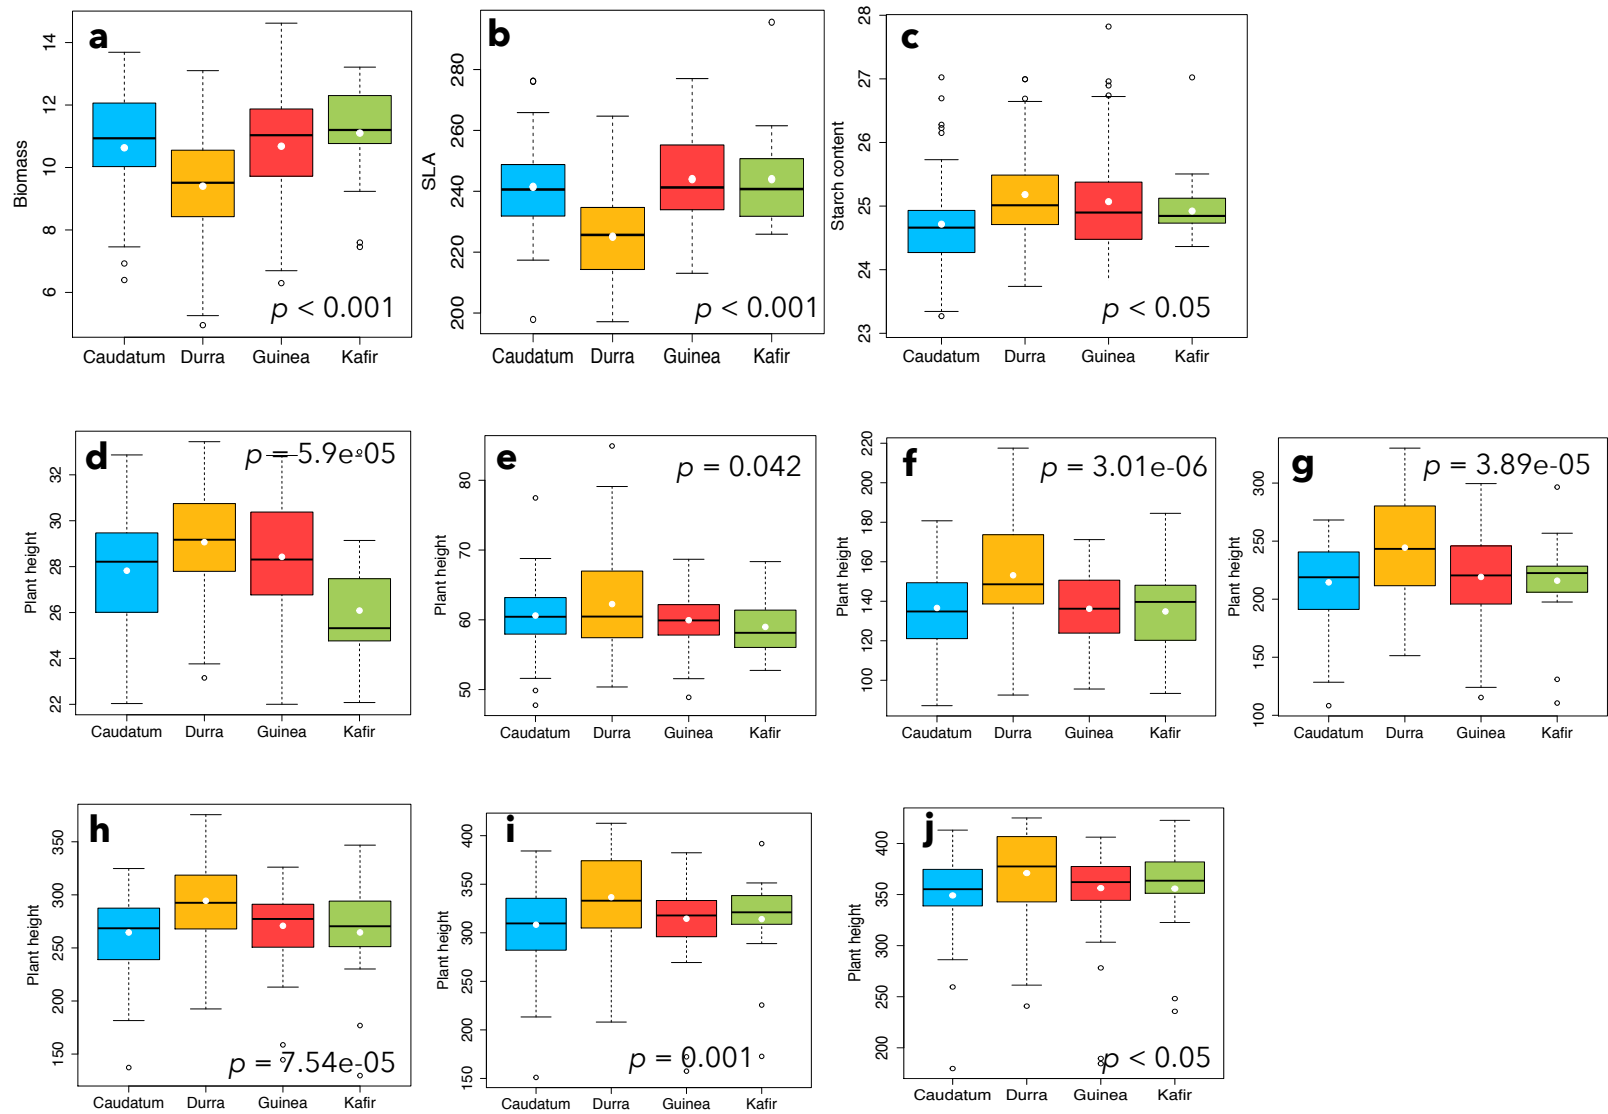 a
Biomass
14
12
10
8
6
p < 0.001
Caudatum Durra Guinea Kafir
b
SLA
280
260
240
220
200
p < 0.001
Caudatum Durra Guinea Kafir
c
Starch content
28
27
26
25
24
23
p < 0.05
Caudatum Durra Guinea Kafir
d
Plant height
32
30
28
26
24
22
p = 5.9e-05
Caudatum Durra Guinea Kafir
e
Plant height
80
70
60
50
p = 0.042
Caudatum Durra Guinea Kafir
f
Plant height
220
200
180
160
140
120
100
p = 3.01e-06
Caudatum Durra Guinea Kafir
g
Plant height
300
250
200
150
100
p = 3.89e-05
Caudatum Durra Guinea Kafir
h
Plant height
350
300
250
200
150
p = 7.54e-05
Caudatum Durra Guinea Kafir
i
Plant height
400
350
300
250
200
150
p = 0.001
Caudatum Durra Guinea Kafir
j
Plant height
400
350
300
250
200
p < 0.05
Caudatum Durra Guinea Kafir